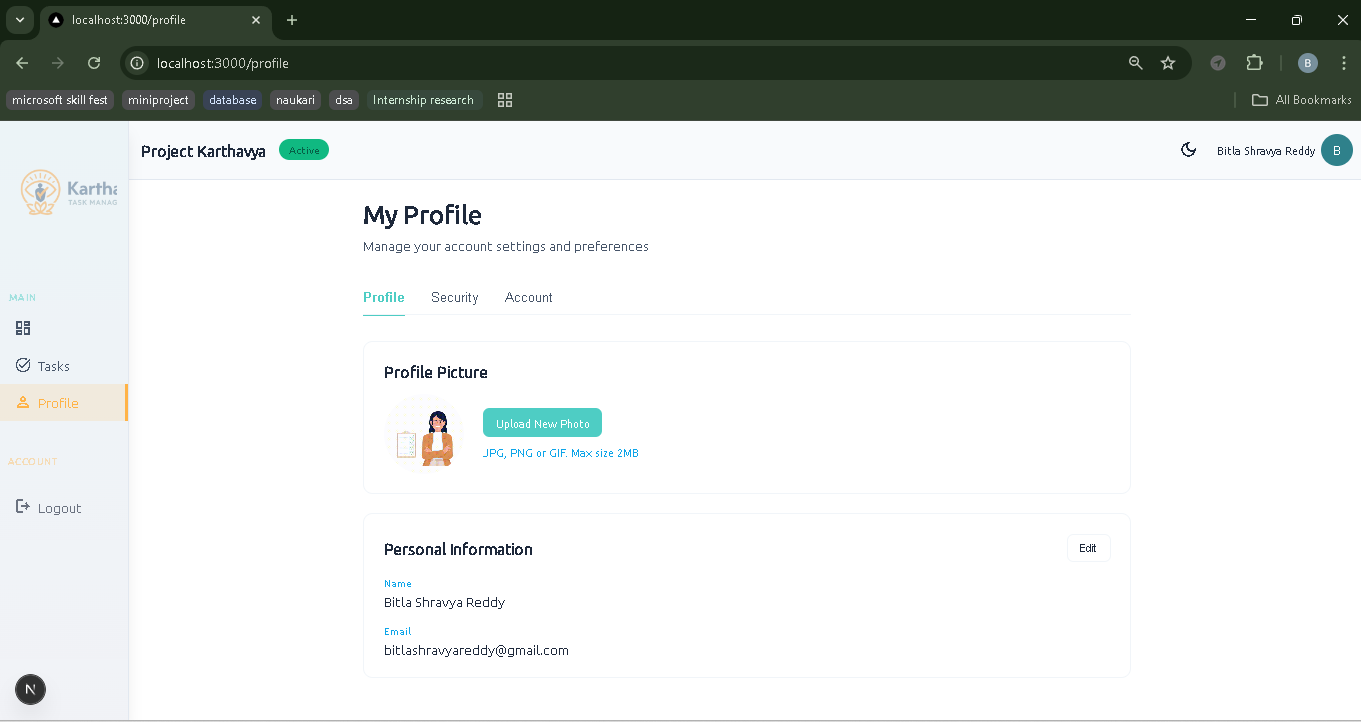 localhost:3000/profile
localhost:3000/profile
B
microsoft skill fest
miniproject
database
naukari
dsa
Internship research
All Bookmarks
Project Karthavya
Active
Bitla Shravya Reddy
B
Kartha
TASK MANAG
MAIN
Tasks
Profile
ACCOUNT
Logout
N
My Profile
Manage your account settings and preferences
Profile Security Account
Profile Picture
Upload New Photo
JPG, PNG or GIF. Max size 2MB
Personal Information
Edit
Name
Bitla Shravya Reddy
Email
bitlashravyareddy@gmail.com